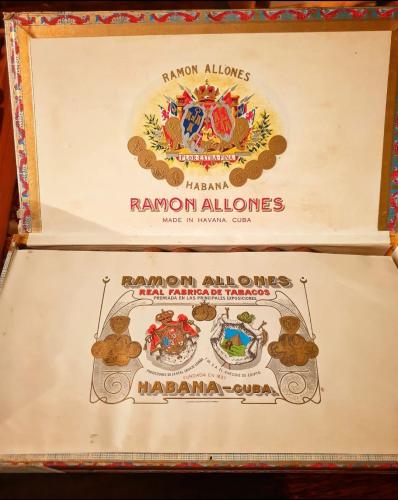 RAMON ALLONES
FLOR EXTRA FINA
HABANA
RAMON ALLONES
MADE IN HAVANA, CUBA
RAMON ALLONES
REAL FABRICA DE TABACOS
PREMIADA EN LAS PRINCIPALES EXPOSICIONES
FUNDADA EN
HABANA-CUBA